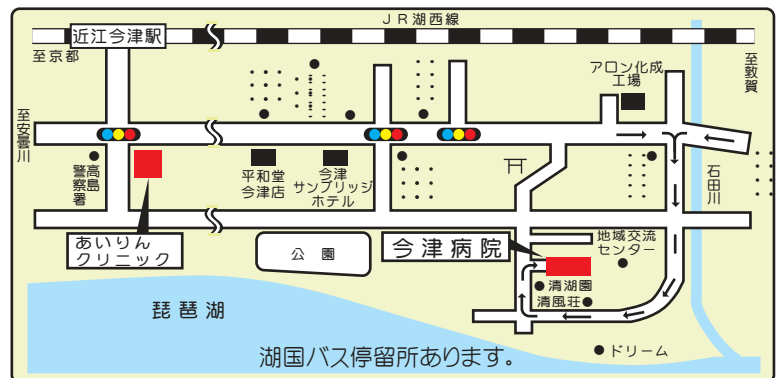 JR湖西線
近江今津駅
至京都
至敦賀
アロン化成
工場
至安曇川
高島
警察署
平和堂
今津店
今津
サンブリッジ
ホテル
石田川
あいりん
クリニック
公園
今津病院
地域交流
センター
清湖園
清風荘
琵琶湖
ドリーム
湖国バス停留所あります。